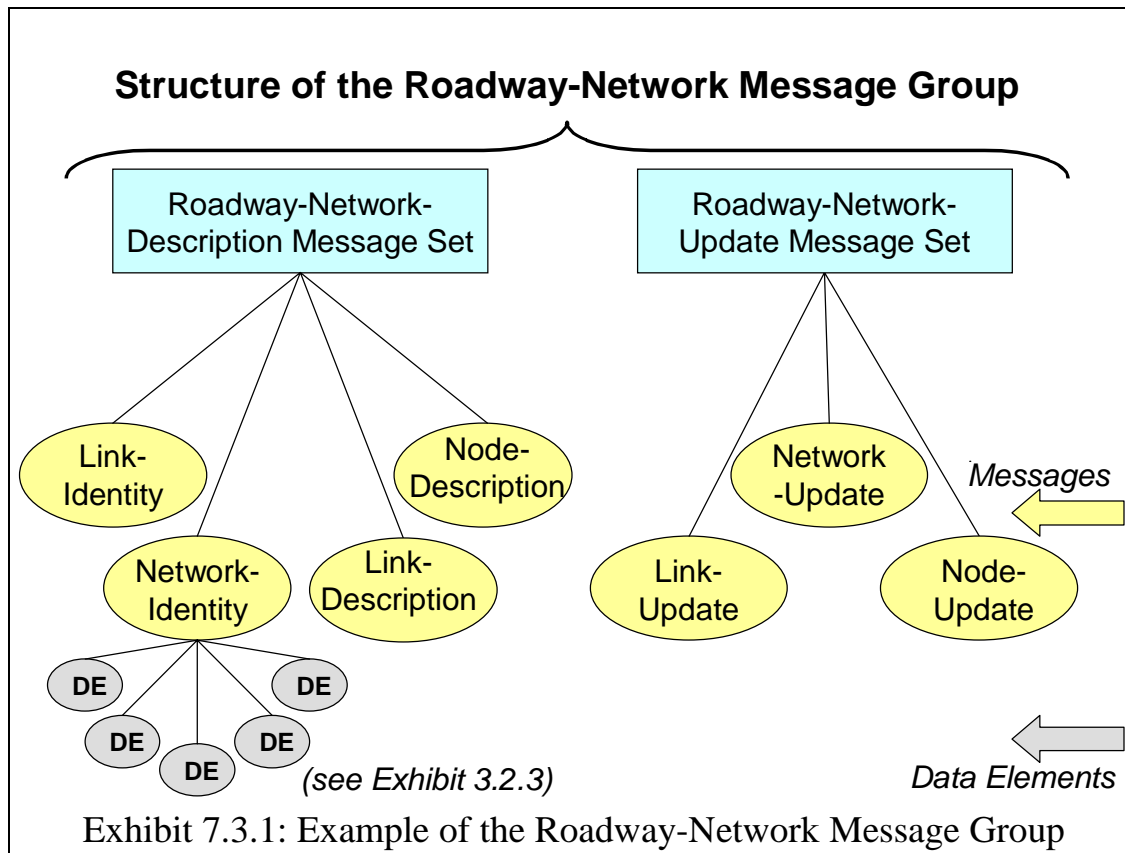 Structure of the Roadway-Network Message Group
Roadway-Network-
Description Message Set
Roadway-Network-
Update Message Set
Link-
Identity
Node-
Description
Network
-Update
Messages
Network-
Identity
Link-
Description
Link-
Update
Node-
Update
DE
DE
DE
DE
DE
(see Exhibit 3.2.3)
Data Elements
Exhibit 7.3.1: Example of the Roadway-Network Message Group